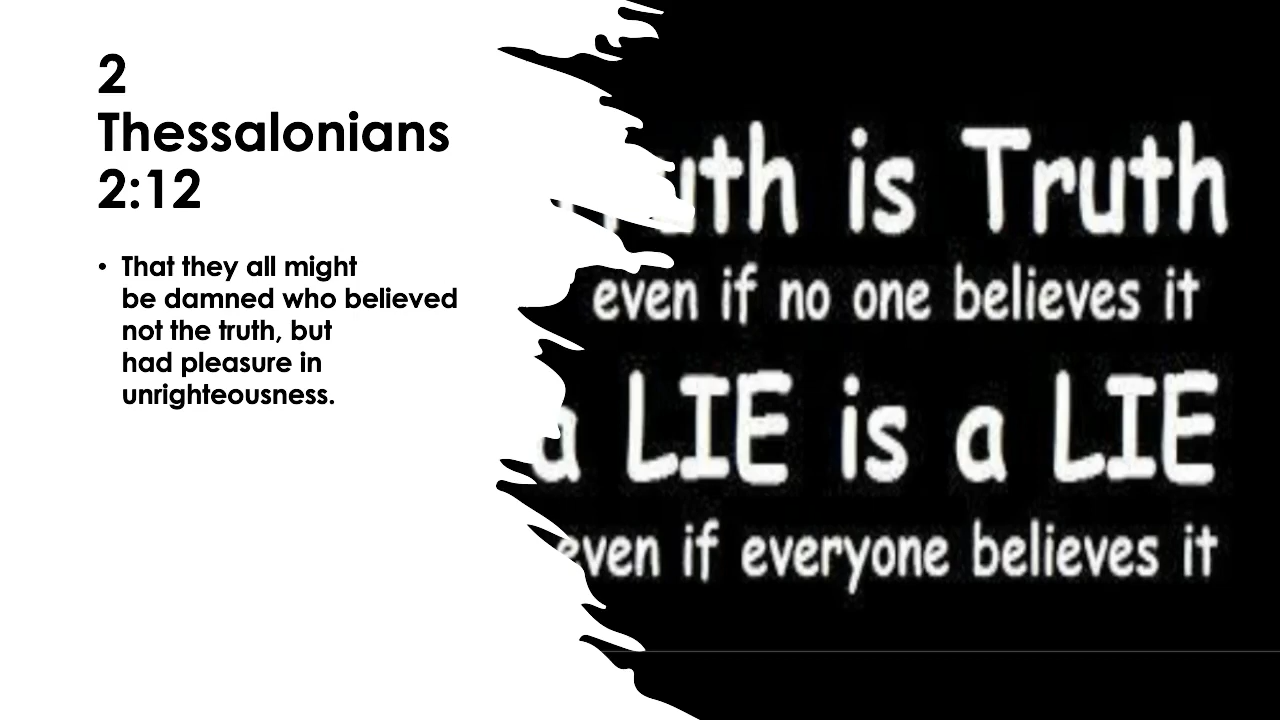 2
Thessalonians
2:12
• That they all might
be damned who believed
not the truth, but
had pleasure in
unrighteousness.
is Truth
even if no one believes it
a LIE is a LIE
even if everyone believes it